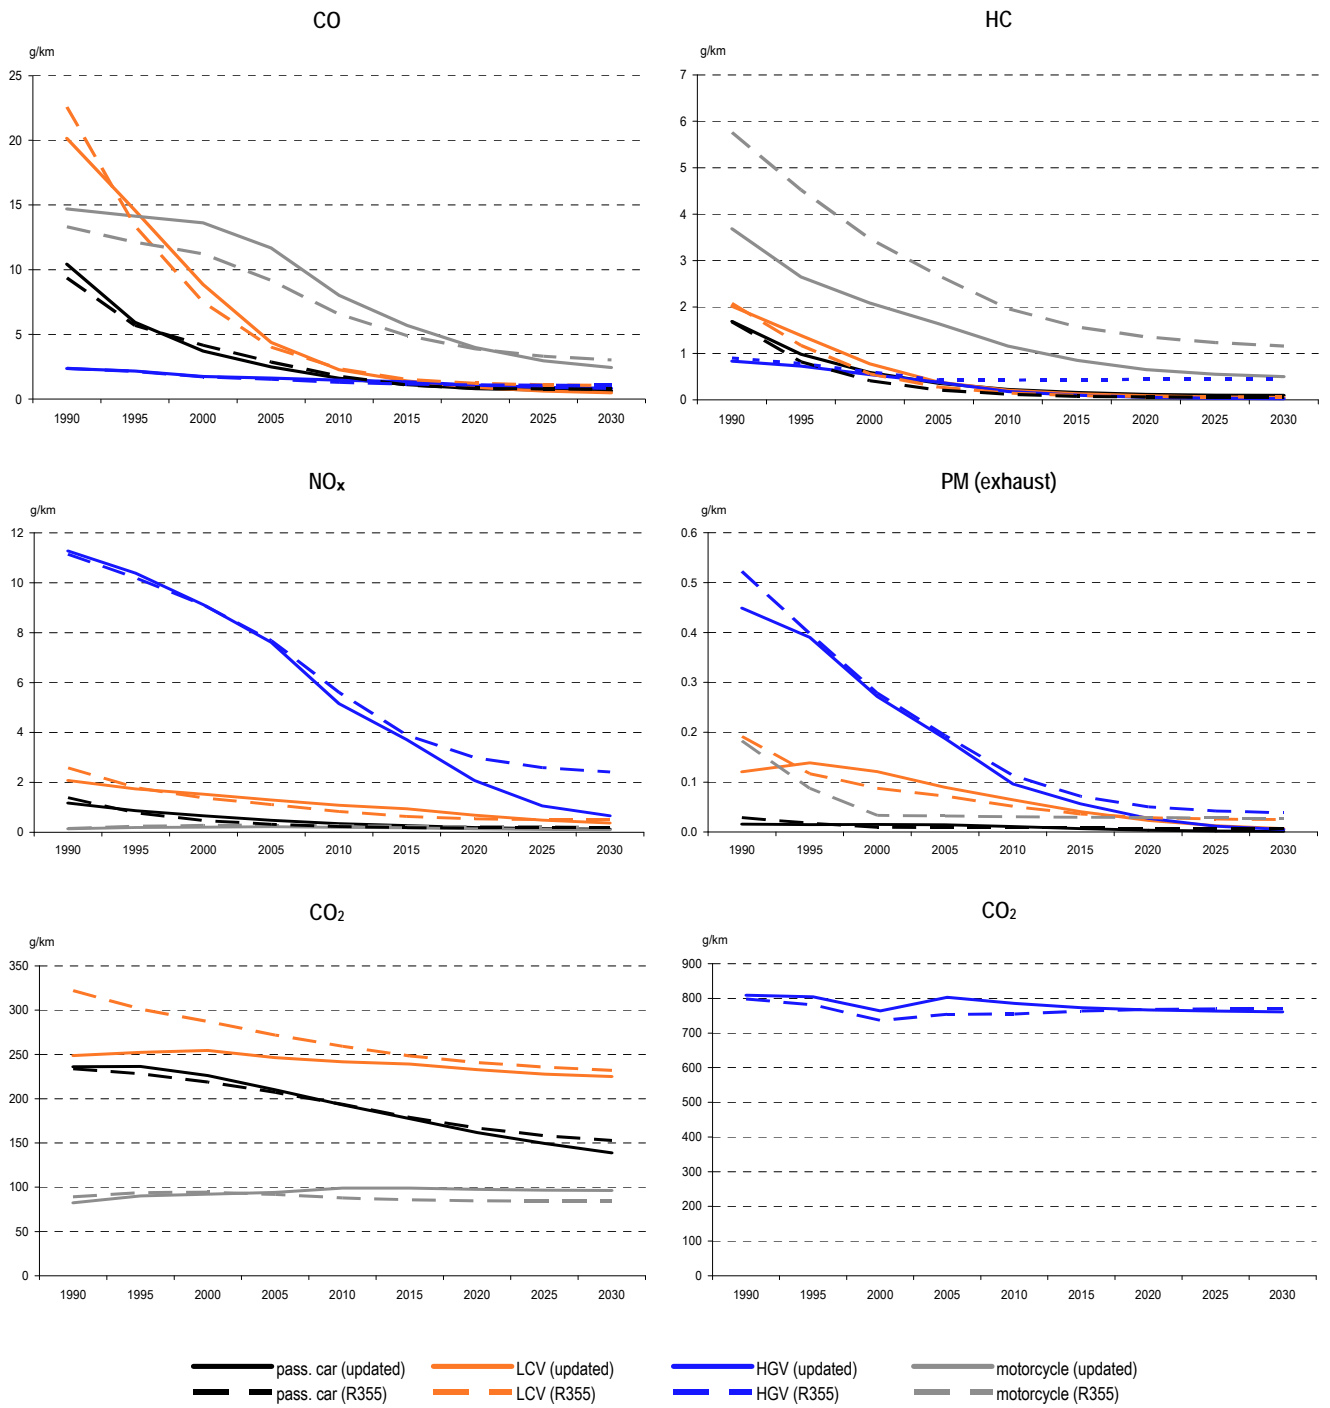 CO
g/km
25
20
15
10
5
0
1990 1995 2000 2005 2010 2015 2020 2025 2030
HC
g/km
7
6
5
4
3
2
1
0
1990 1995 2000 2005 2010 2015 2020 2025 2030
NOx
g/km
12
10
8
6
4
2
0
1990 1995 2000 2005 2010 2015 2020 2025 2030
PM (exhaust)
g/km
0.6
0.5
0.4
0.3
0.2
0.1
0.0
1990 1995 2000 2005 2010 2015 2020 2025 2030
CO2
g/km
350
300
250
200
150
100
50
0
1990 1995 2000 2005 2010 2015 2020 2025 2030
CO2
g/km
900
800
700
600
500
400
300
200
100
0
1990 1995 2000 2005 2010 2015 2020 2025 2030
pass. car (updated) LCV (updated) HGV (updated) motorcycle (updated)
pass. car (R355) LCV (R355) HGV (R355) motorcycle (R355)